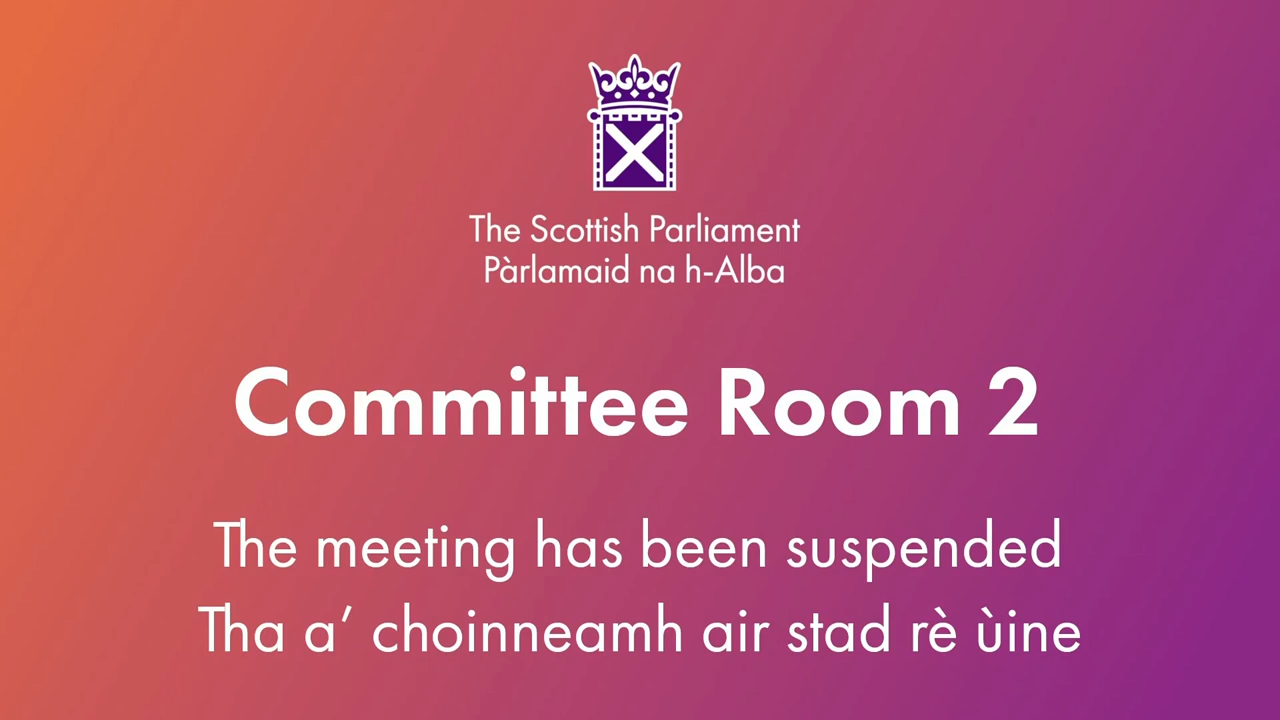 The Scottish Parliament
Pàrlamaid na h-Alba
Committee Room 2
The meeting has been suspended
Tha a’ choinneamh air stad rè ùine